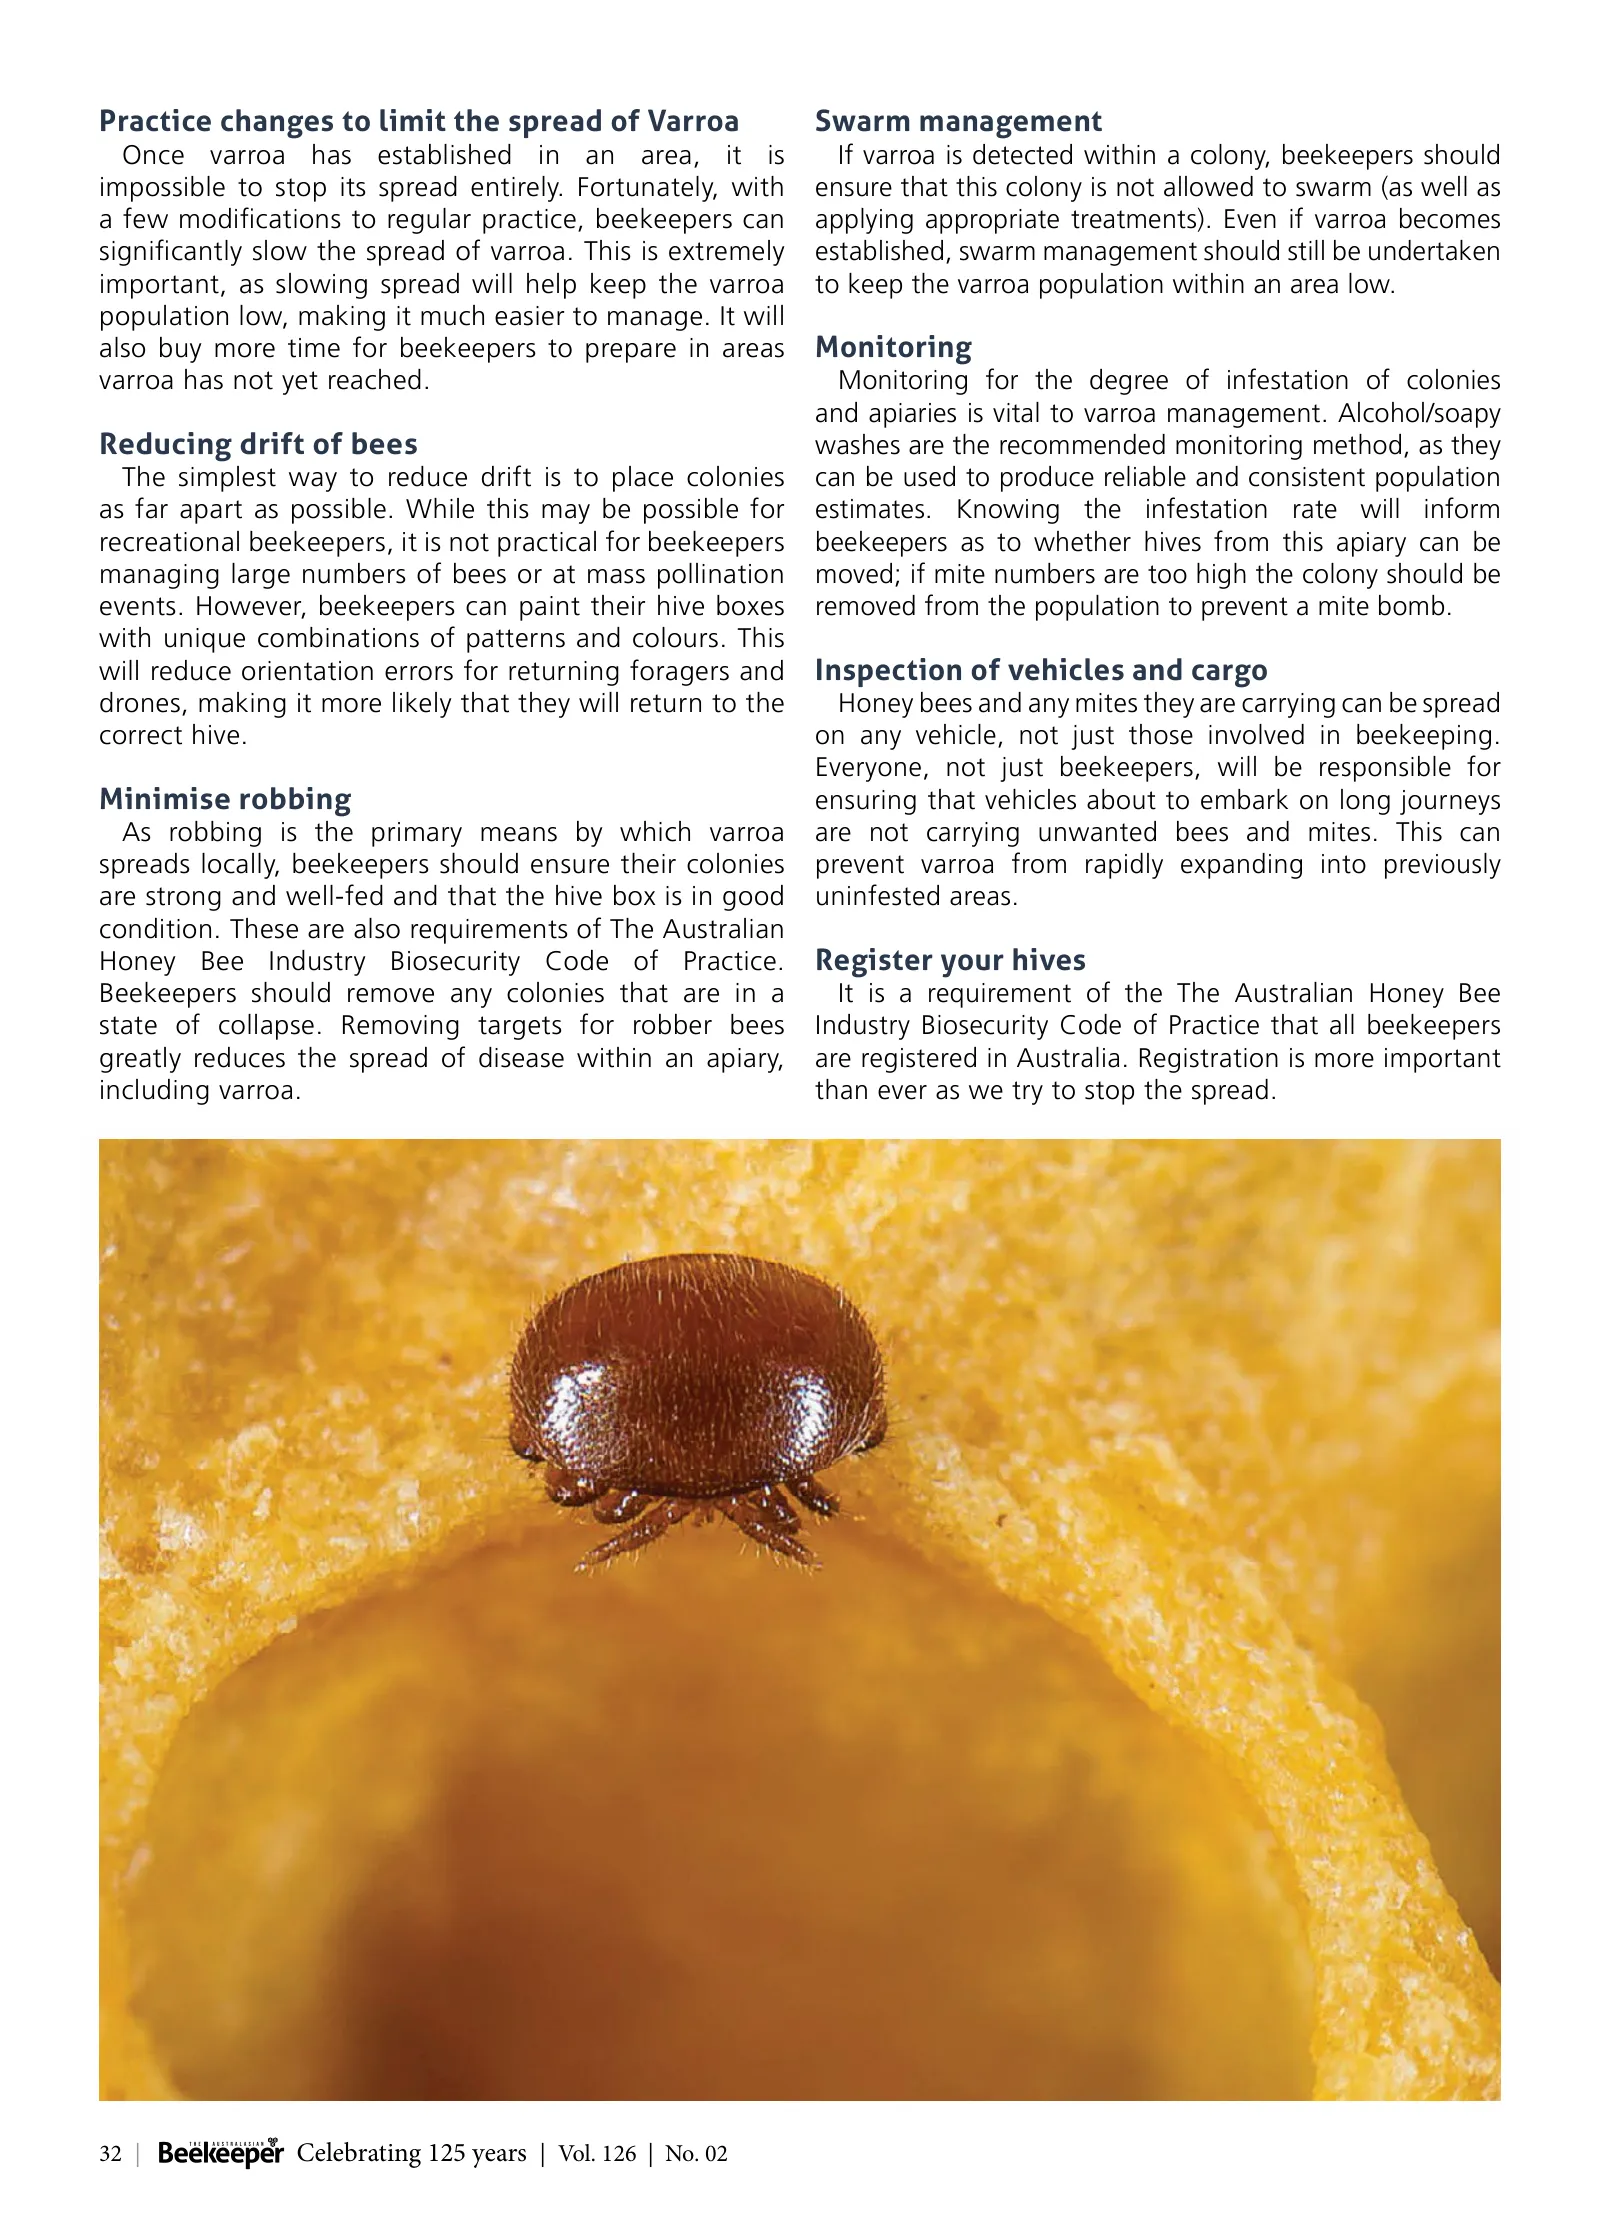 Practice changes to limit the spread of Varroa
Once varroa has established in an area, it is
impossible to stop its spread entirely. Fortunately, with
a few modifications to regular practice, beekeepers can
significantly slow the spread of varroa. This is extremely
important, as slowing spread will help keep the varroa
population low, making it much easier to manage. It will
also buy more time for beekeepers to prepare in areas
varroa has not yet reached.
Reducing drift of bees
The simplest way to reduce drift is to place colonies
as far apart as possible. While this may be possible for
recreational beekeepers, it is not practical for beekeepers
managing large numbers of bees or at mass pollination
events. However, beekeepers can paint their hive boxes
with unique combinations of patterns and colours. This
will reduce orientation errors for returning foragers and
drones, making it more likely that they will return to the
correct hive.
Minimise robbing
As robbing is the primary means by which varroa
spreads locally, beekeepers should ensure their colonies
are strong and well-fed and that the hive box is in good
condition. These are also requirements of The Australian
Honey Bee Industry Biosecurity Code of Practice.
Beekeepers should remove any colonies that are in a
state of collapse. Removing targets for robber bees
greatly reduces the spread of disease within an apiary,
including varroa.
Swarm management
If varroa is detected within a colony, beekeepers should
ensure that this colony is not allowed to swarm (as well as
applying appropriate treatments). Even if varroa becomes
established, swarm management should still be undertaken
to keep the varroa population within an area low.
Monitoring
Monitoring for the degree of infestation of colonies
and apiaries is vital to varroa management. Alcohol/soapy
washes are the recommended monitoring method, as they
can be used to produce reliable and consistent population
estimates. Knowing the infestation rate will inform
beekeepers as to whether hives from this apiary can be
moved; if mite numbers are too high the colony should be
removed from the population to prevent a mite bomb.
Inspection of vehicles and cargo
Honey bees and any mites they are carrying can be spread
on any vehicle, not just those involved in beekeeping.
Everyone, not just beekeepers, will be responsible for
ensuring that vehicles about to embark on long journeys
are not carrying unwanted bees and mites. This can
prevent varroa from rapidly expanding into previously
uninfested areas.
Register your hives
It is a requirement of the The Australian Honey Bee
Industry Biosecurity Code of Practice that all beekeepers
are registered in Australia. Registration is more important
than ever as we try to stop the spread.
32 | THE AUSTRALASIAN Beekeeper Celebrating 125 years | Vol. 126 | No. 02